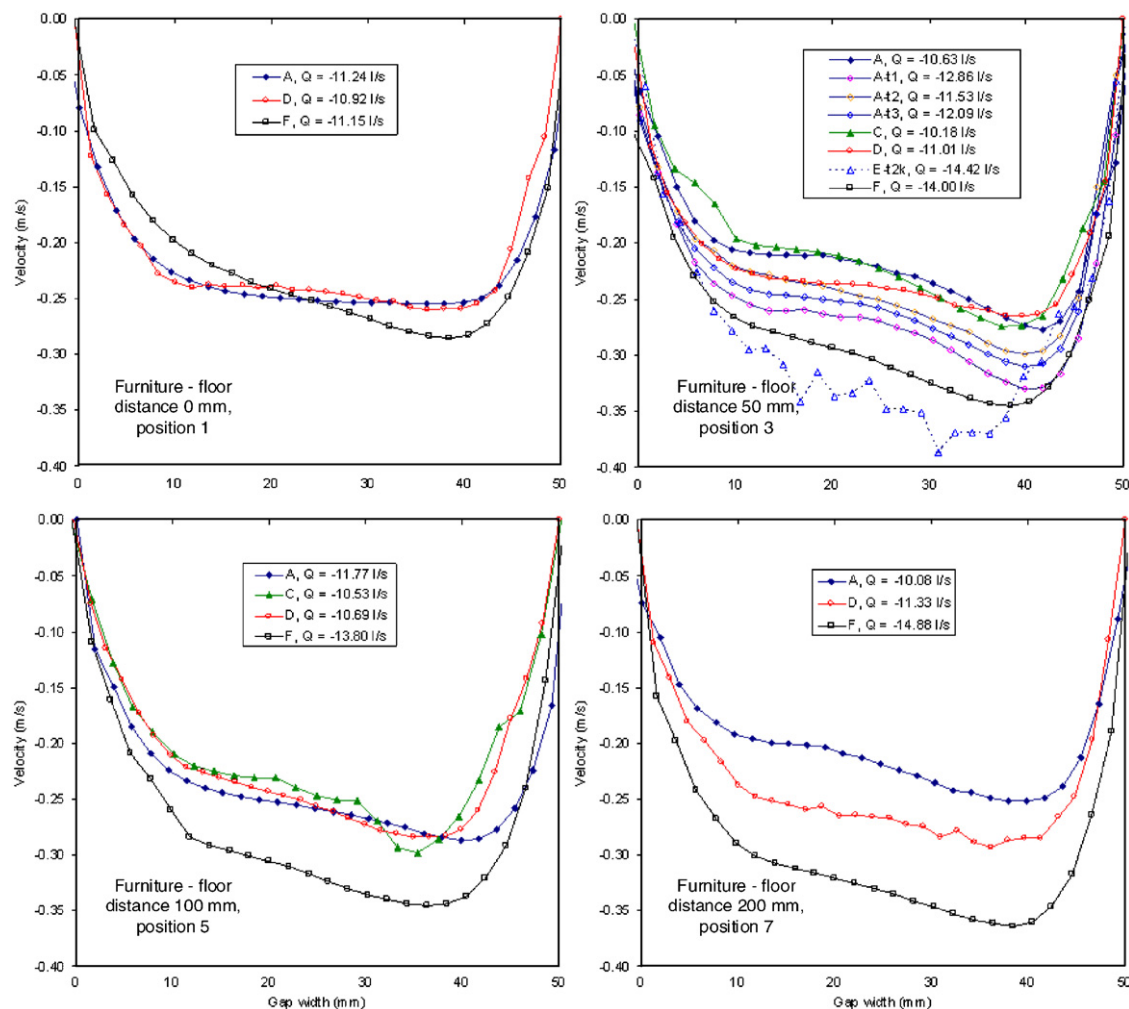 0.00
-0.05
-0.10
-0.15
-0.20
-0.25
-0.30
-0.35
-0.40
Velocity (m/s)
A, Q = -11.24 l/s
D, Q = -10.92 l/s
F, Q = -11.15 l/s
Furniture - floor
distance 0 mm,
position 1
0 10 20 30 40 50
0.00
-0.05
-0.10
-0.15
-0.20
-0.25
-0.30
-0.35
-0.40
Velocity (m/s)
A, Q = -10.63 l/s
A-t1, Q = -12.86 l/s
A-t2, Q = -11.53 l/s
A-t3, Q = -12.09 l/s
C, Q = -10.18 l/s
D, Q = -11.01 l/s
E-t2k, Q = -14.42 l/s
F, Q = -14.00 l/s
Furniture - floor
distance 50 mm,
position 3
0 10 20 30 40 50
0.00
-0.05
-0.10
-0.15
-0.20
-0.25
-0.30
-0.35
-0.40
Velocity (m/s)
A, Q = -11.77 l/s
C, Q = -10.53 l/s
D, Q = -10.69 l/s
F, Q = -13.80 l/s
Furniture - floor
distance 100 mm,
position 5
0 10 20 30 40 50
Gap width (mm)
0.00
-0.05
-0.10
-0.15
-0.20
-0.25
-0.30
-0.35
-0.40
Velocity (m/s)
A, Q = -10.08 l/s
D, Q = -11.33 l/s
F, Q = -14.88 l/s
Furniture - floor
distance 200 mm,
position 7
0 10 20 30 40 50
Gap width (mm)